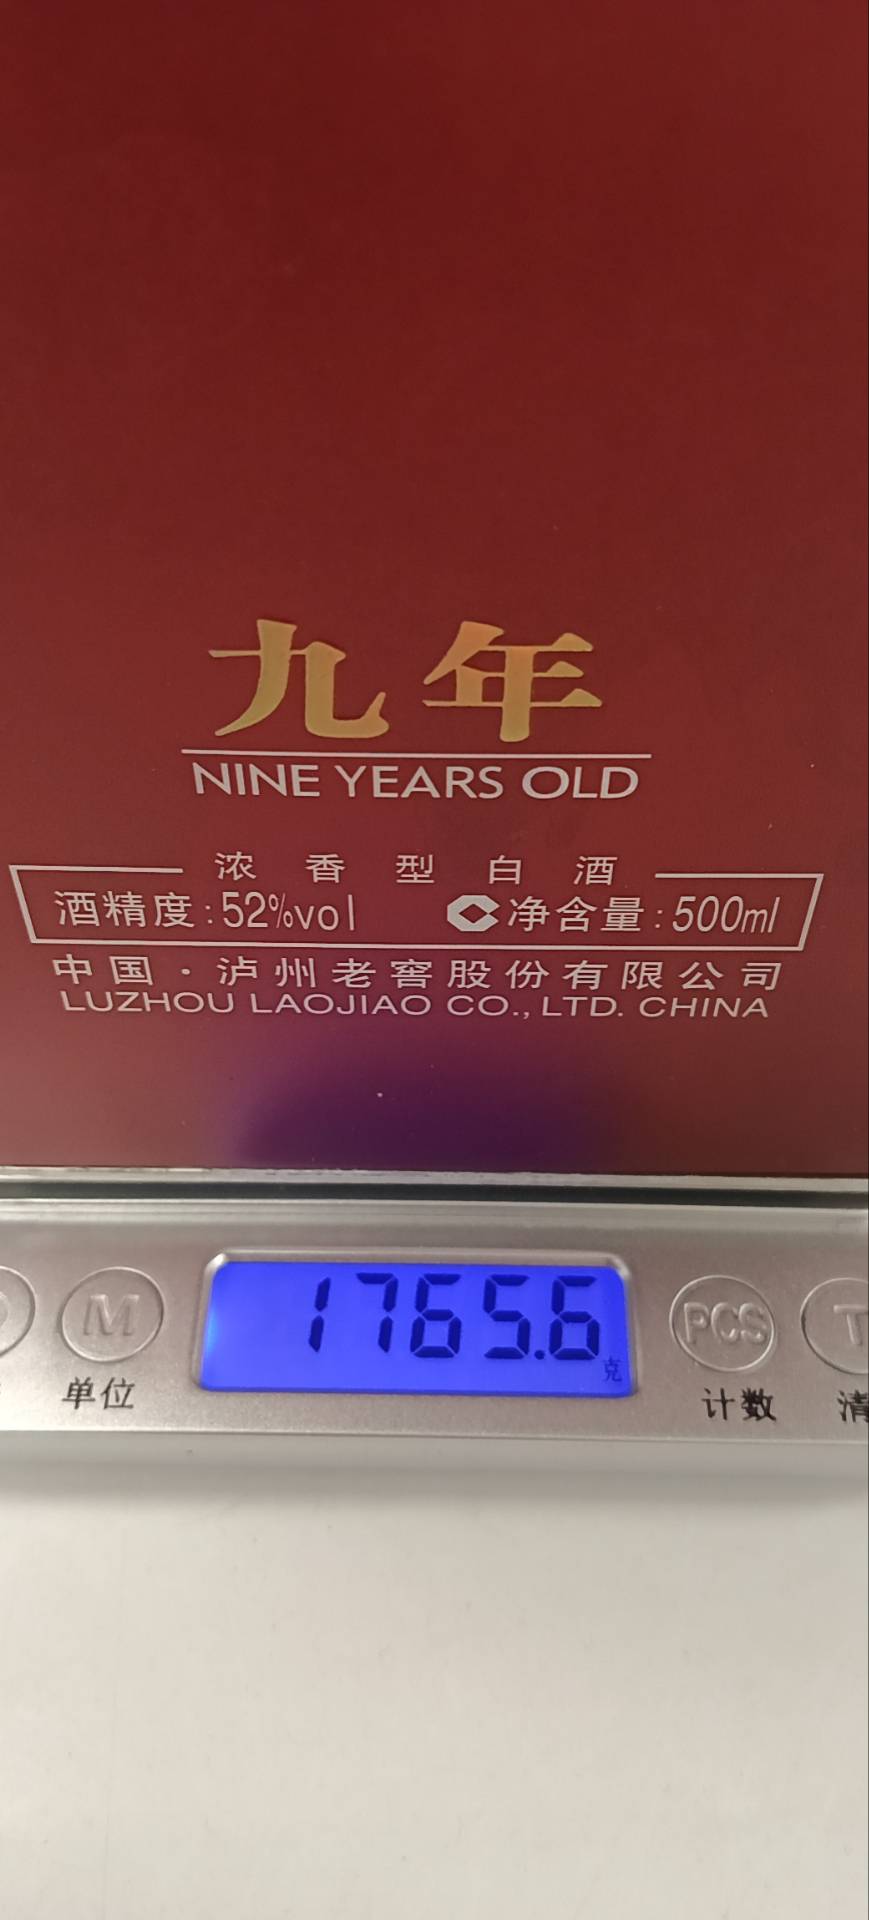 九年
NINE YEARS OLD
浓香型白酒
酒精度:52%vol 净含量:500ml
中国·泸州老窖股份有限公司
LUZHOU LAOJIAO CO., LTD. CHINA
1765.6
克
M PCS T
单位 计数 清